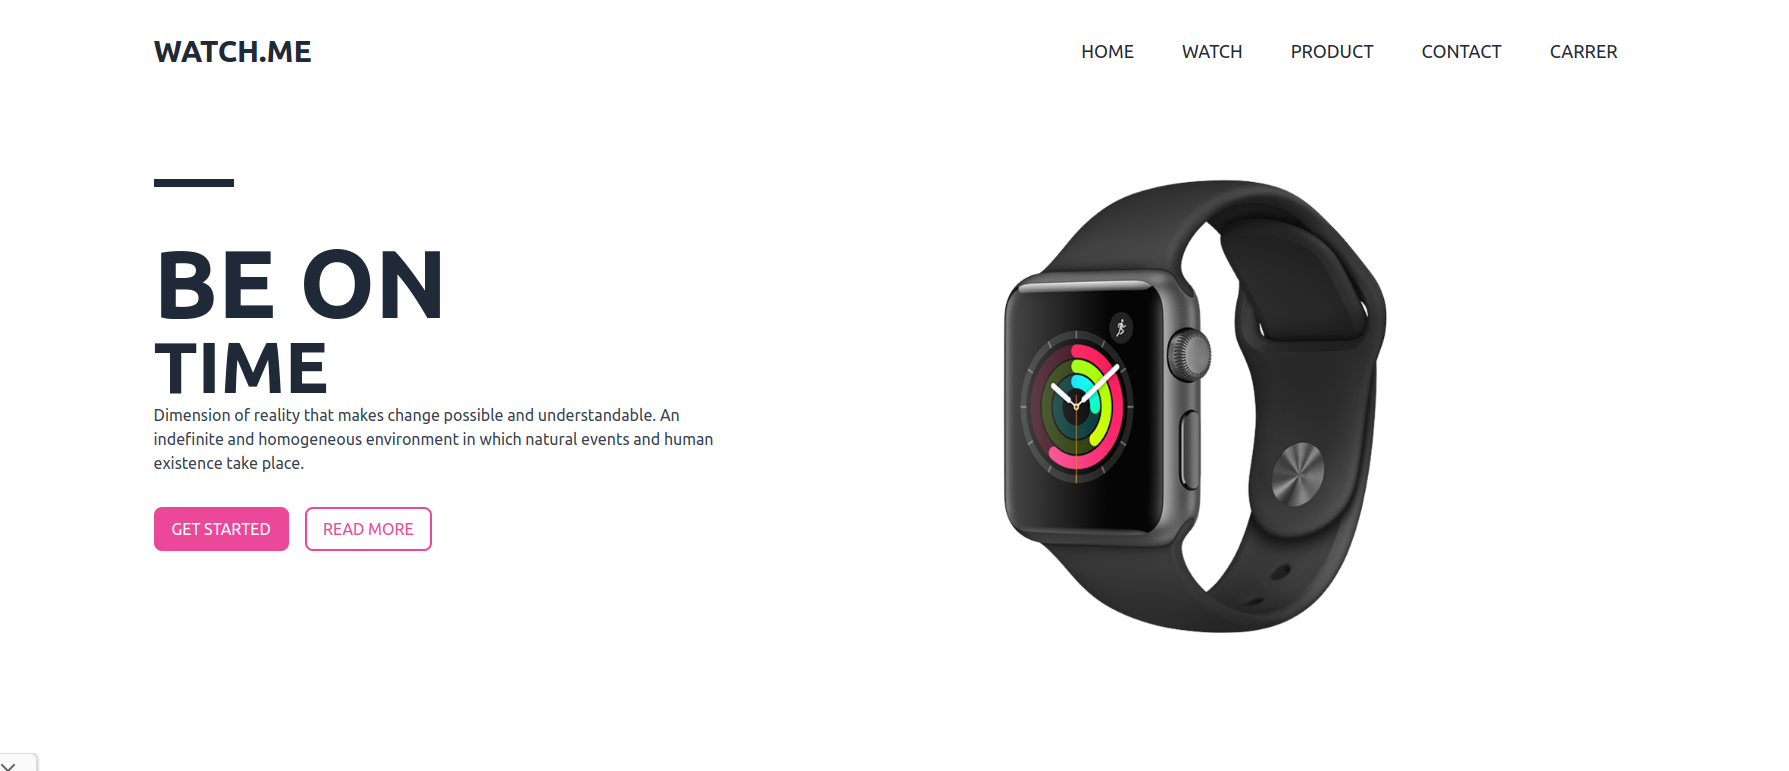 WATCH.ME
HOME WATCH PRODUCT CONTACT CARRER
BE ON
TIME
Dimension of reality that makes change possible and understandable. An
indefinite and homogeneous environment in which natural events and human
existence take place.
GET STARTED READ MORE